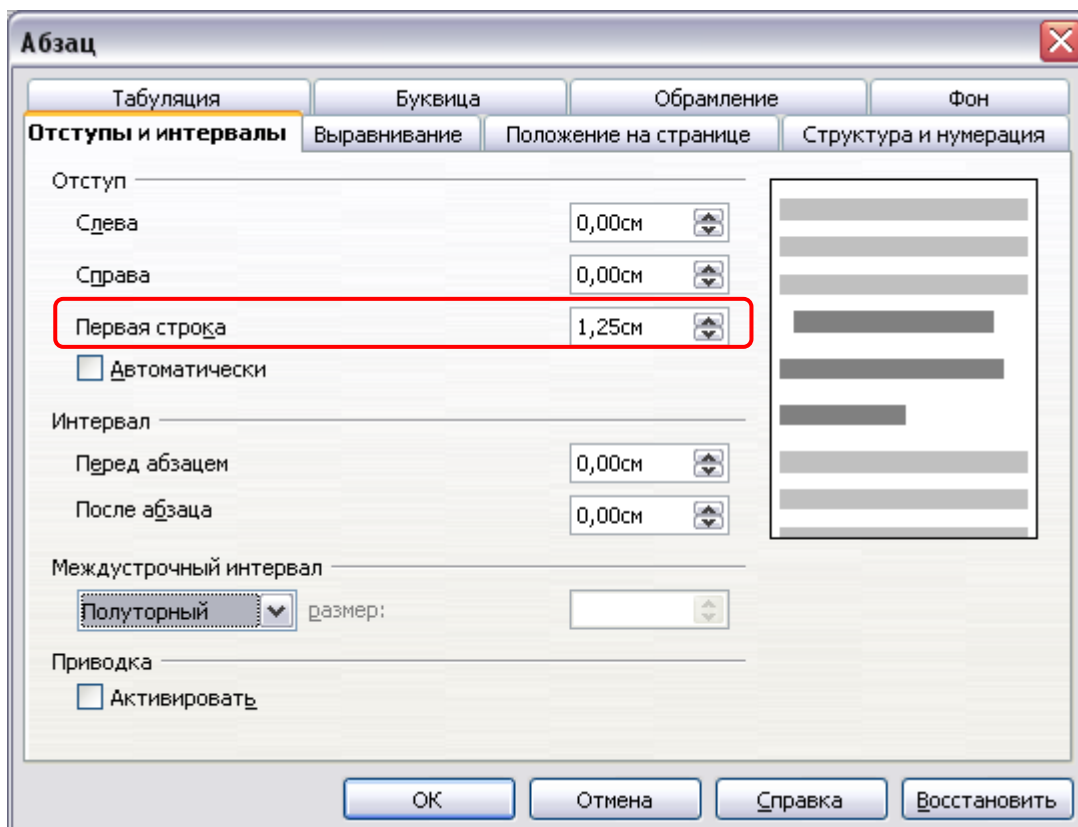 Абзац
Табуляция Буквица Обрамление Фон
Отступы и интервалы Выравнивание Положение на странице Структура и нумерация
Отступ
Слева 0,00см
Справа 0,00см
Первая строка 1,25см
Автоматически
Интервал
Перед абзацем 0,00см
После абзаца 0,00см
Междустрочный интервал
Полуторный размер:
Приводка
Активировать
ОК Отмена Справка Восстановить